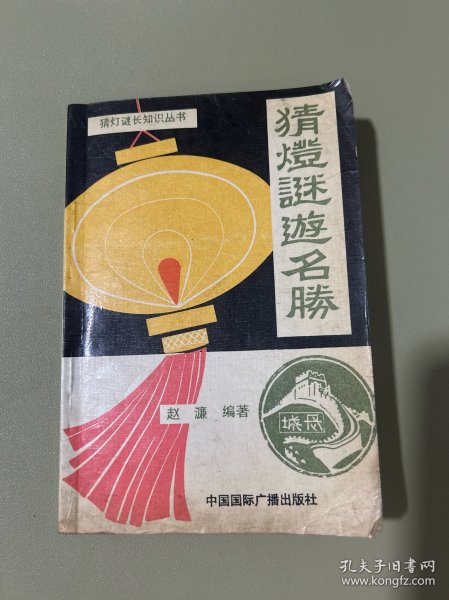 猜灯谜长知识丛书
猜燈謎遊名勝
赵濂 编著
長城
中国国际广播出版社
孔夫子旧书网
www.kongfz.com